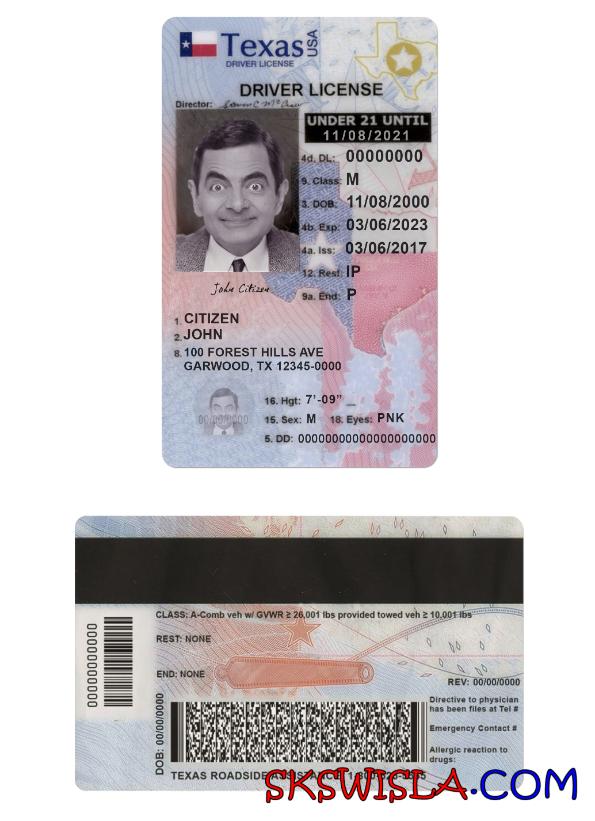 Texas USA
DRIVER LICENSE
DRIVER LICENSE
Director:
UNDER 21 UNTIL
11/08/2021
4d. DL: 00000000
9. Class: M
3. DOB: 11/08/2000
4b. Exp: 03/06/2023
4a. Iss: 03/06/2017
12. Rest: IP
9a. End: P
John Citizen
1. CITIZEN
2. JOHN
8. 100 FOREST HILLS AVE
GARWOOD, TX 12345-0000
00/00/0000
16. Hgt: 7'-09" _
15. Sex: M 18. Eyes: PNK
5. DD: 00000000000000000000
CLASS: A-Comb veh w/ GVWR ≥ 26,001 lbs provided towed veh ≥ 10,001 lbs
REST: NONE
END: NONE
00000000000
REV: 00/00/0000
Directive to physician
has been files at Tel #
Emergency Contact #
Allergic reaction to
drugs:
DOB: 00/00/0000
TEXAS ROADSIDE ASSISTANCE
SKSWISLA.COM